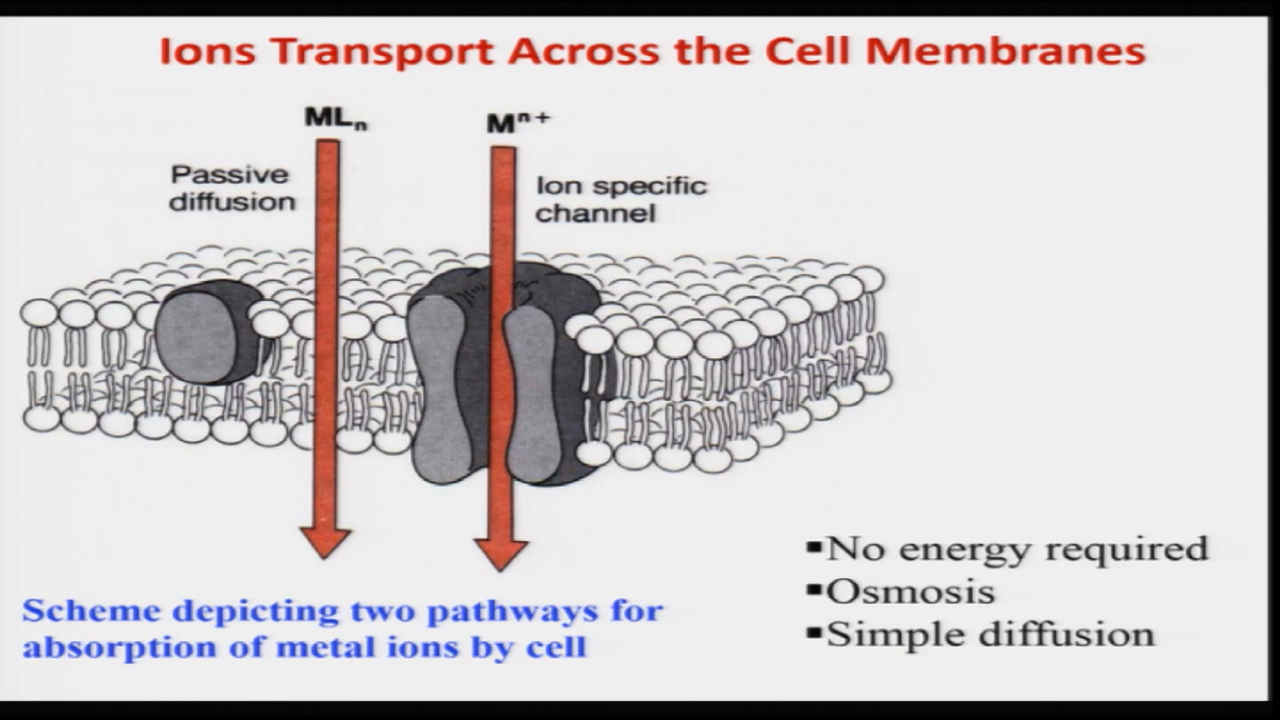 Ions Transport Across the Cell Membranes
MLₙ
Mⁿ⁺
Passive
diffusion
Ion specific
channel
▪No energy required
▪Osmosis
▪Simple diffusion
Scheme depicting two pathways for
absorption of metal ions by cell